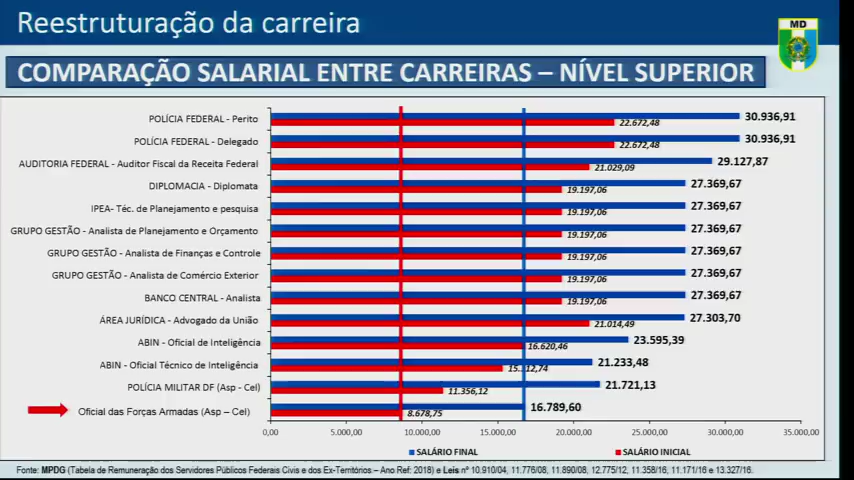 Reestruturação da carreira
MD
COMPARAÇÃO SALARIAL ENTRE CARREIRAS – NÍVEL SUPERIOR
POLÍCIA FEDERAL - Perito 30.936,91
22.672,48
POLÍCIA FEDERAL - Delegado 30.936,91
22.672,48
AUDITORIA FEDERAL - Auditor Fiscal da Receita Federal 29.127,87
21.029,09
DIPLOMACIA - Diplomata 27.369,67
19.197,06
IPEA- Téc. de Planejamento e pesquisa 27.369,67
19.197,06
GRUPO GESTÃO - Analista de Planejamento e Orçamento 27.369,67
19.197,06
GRUPO GESTÃO - Analista de Finanças e Controle 27.369,67
19.197,06
GRUPO GESTÃO - Analista de Comércio Exterior 27.369,67
19.197,06
BANCO CENTRAL - Analista 27.369,67
19.197,06
ÁREA JURÍDICA - Advogado da União 27.303,70
21.014,49
ABIN - Oficial de Inteligência 23.595,39
16.620,46
ABIN - Oficial Técnico de Inteligência 21.233,48
POLÍCIA MILITAR DF (Asp - Cel) 21.721,13
11.356,12
Oficial das Forças Armadas (Asp – Cel) 16.789,60
8.678,75
0,00 5.000,00 10.000,00 15.000,00 20.000,00 25.000,00 30.000,00 35.000,00
SALÁRIO FINAL SALÁRIO INICIAL
Fonte: MPDG (Tabela de Remuneração dos Servidores Públicos Federais Civis e dos Ex-Territórios – Ano Ref: 2018) e Leis nº 10.910/04, 11.776/08, 11.890/08, 12.775/12, 11.358/16, 11.171/16 e 13.327/16.